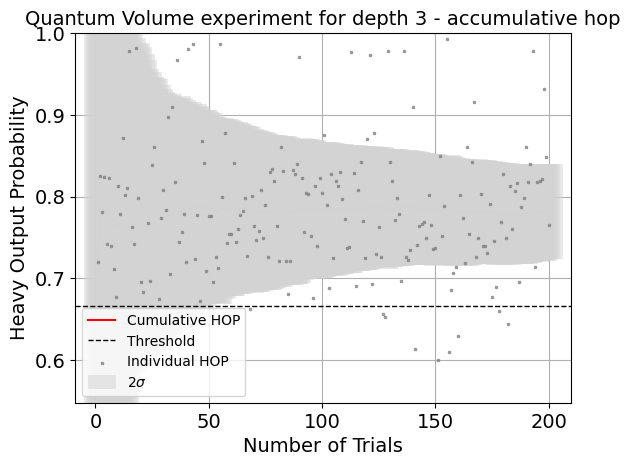 Quantum Volume experiment for depth 3 - accumulative hop
1.0
0.9
0.8
0.7
0.6
Heavy Output Probability
Cumulative HOP
Threshold
Individual HOP
2σ
0 50 100 150 200
Number of Trials